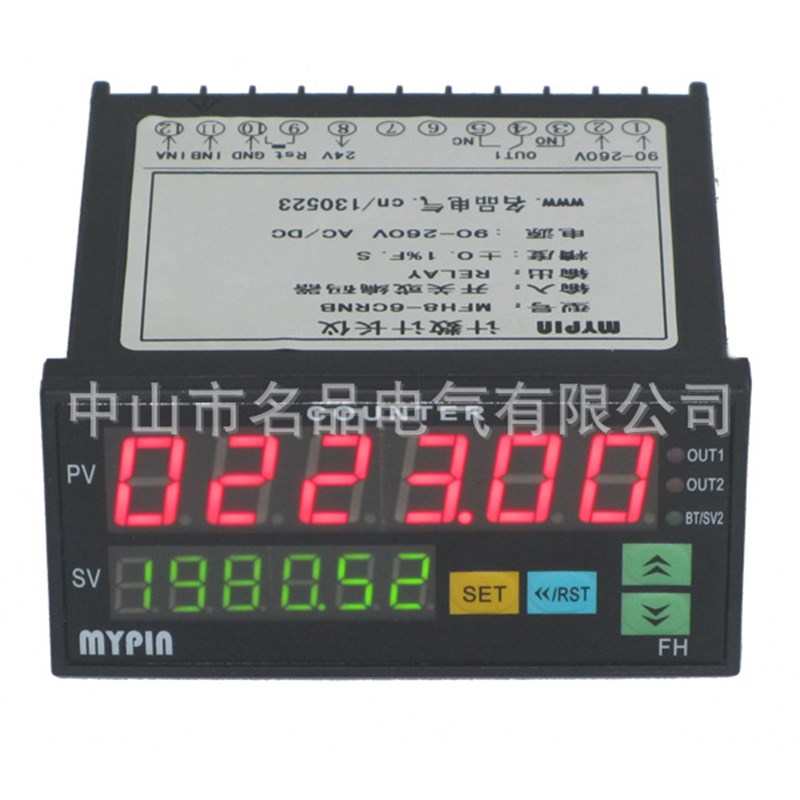 MYPIN 计数计长仪
型号: MFH8-6CRNB
输入: 开关或编码器
输出: RELAY
精度: ±0.1%F.S
电源: 90-260V AC/DC
www.名品电气.cn/130523
90-260V OUT1 NO NC 24V Rst GND INB INA
① ② ③ ④ ⑤ ⑥ ⑦ ⑧ ⑨ ⑩ ⑪ ⑫
中山市名品电气有限公司
COUNTER
PV 0223.00 OUT1
OUT2
BT/SV2
SV 1980.52 SET «/RST
MYPIN FH